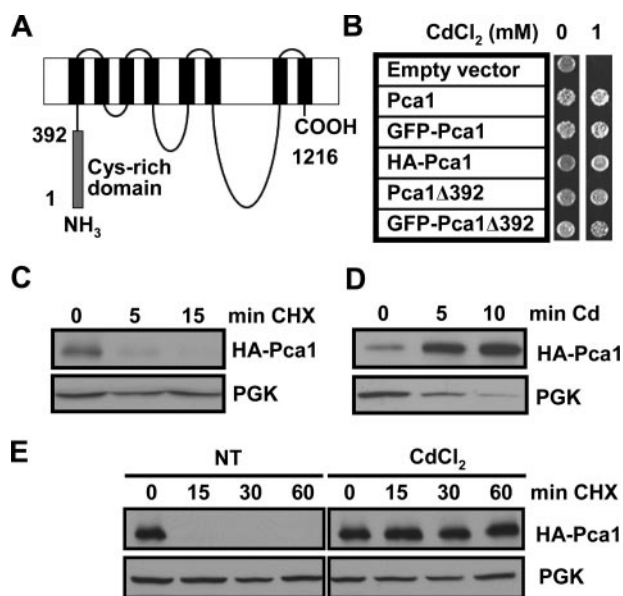 A
392
1
Cys-rich
domain
NH3
COOH
1216
B
CdCl2 (mM) 0 1
Empty vector
Pca1
GFP-Pca1
HA-Pca1
Pca1Δ392
GFP-Pca1Δ392
C
0 5 15 min CHX
HA-Pca1
PGK
D
0 5 10 min Cd
HA-Pca1
PGK
E
NT CdCl2
0 15 30 60 0 15 30 60 min CHX
HA-Pca1
PGK